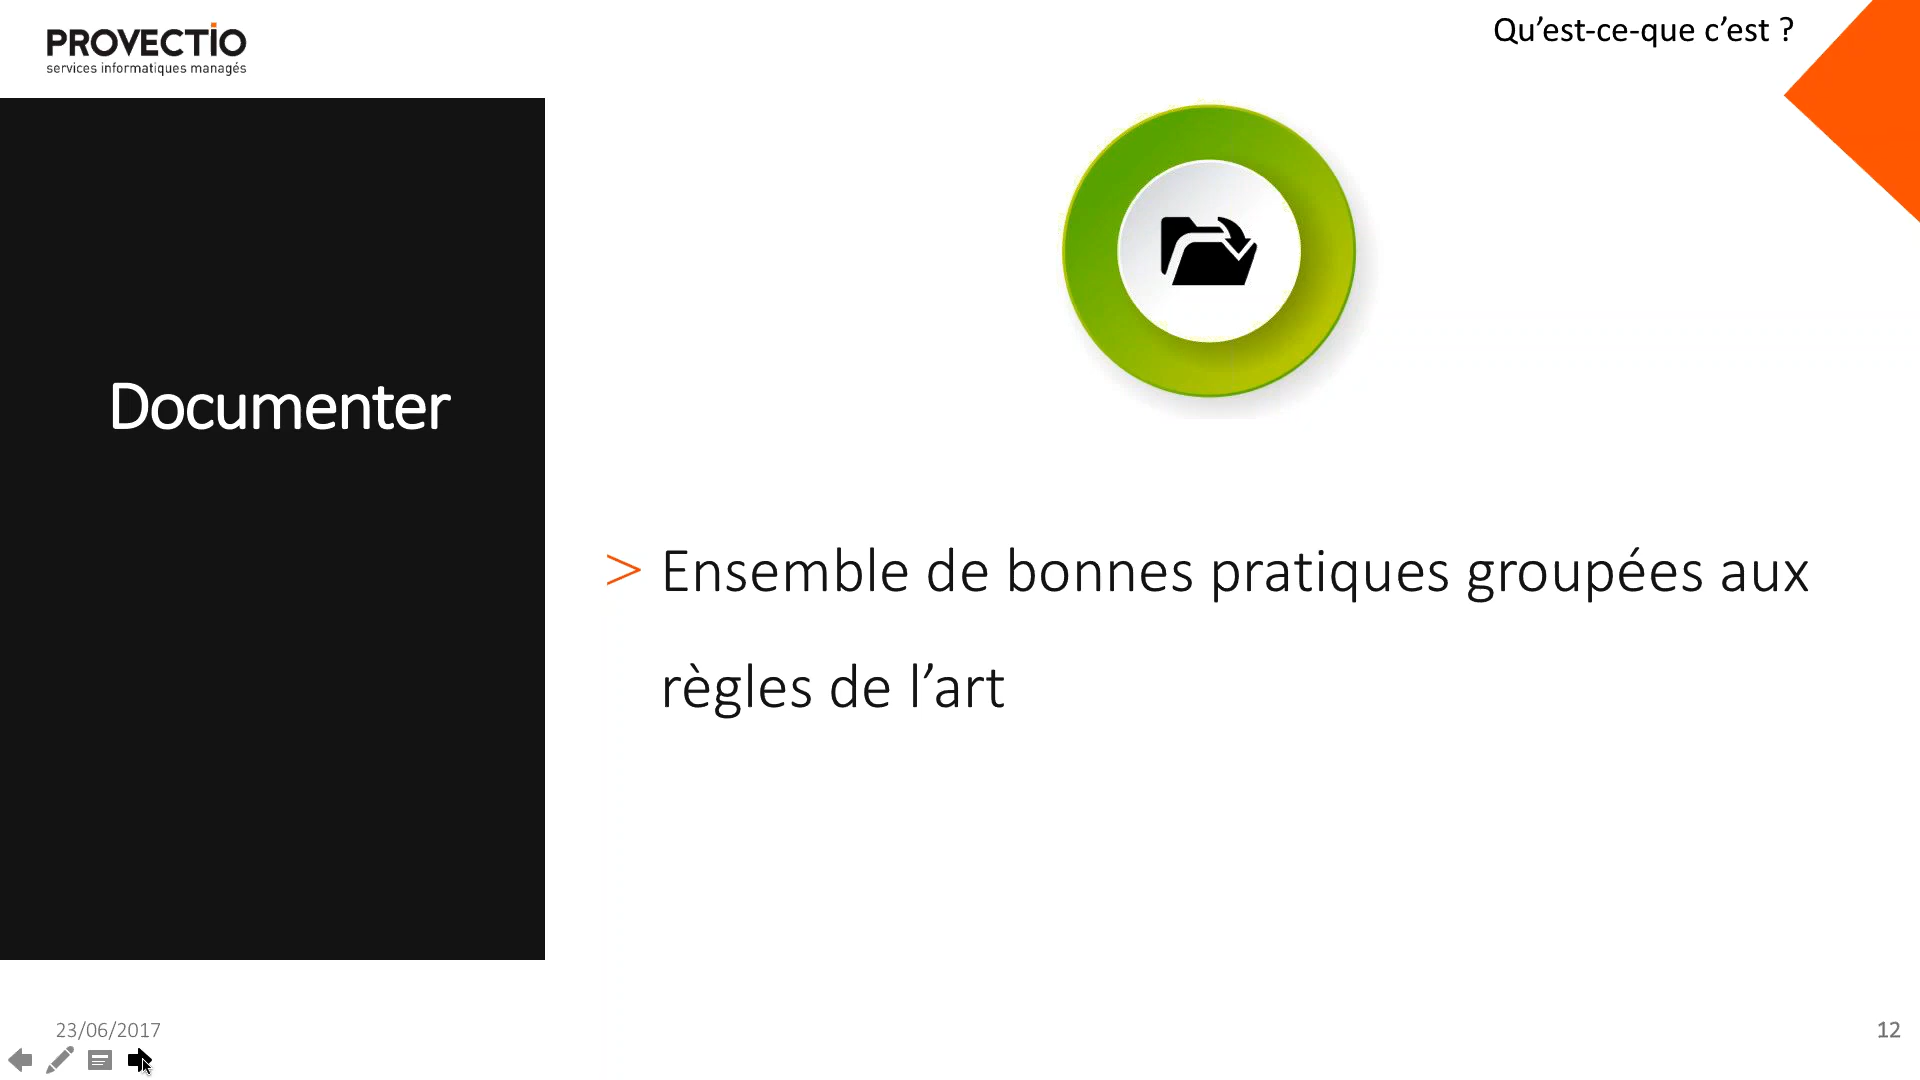 PROVECTIO
services informatiques managés
Qu’est-ce-que c’est ?
Documenter
> Ensemble de bonnes pratiques groupées aux
règles de l’art
23/06/2017
12